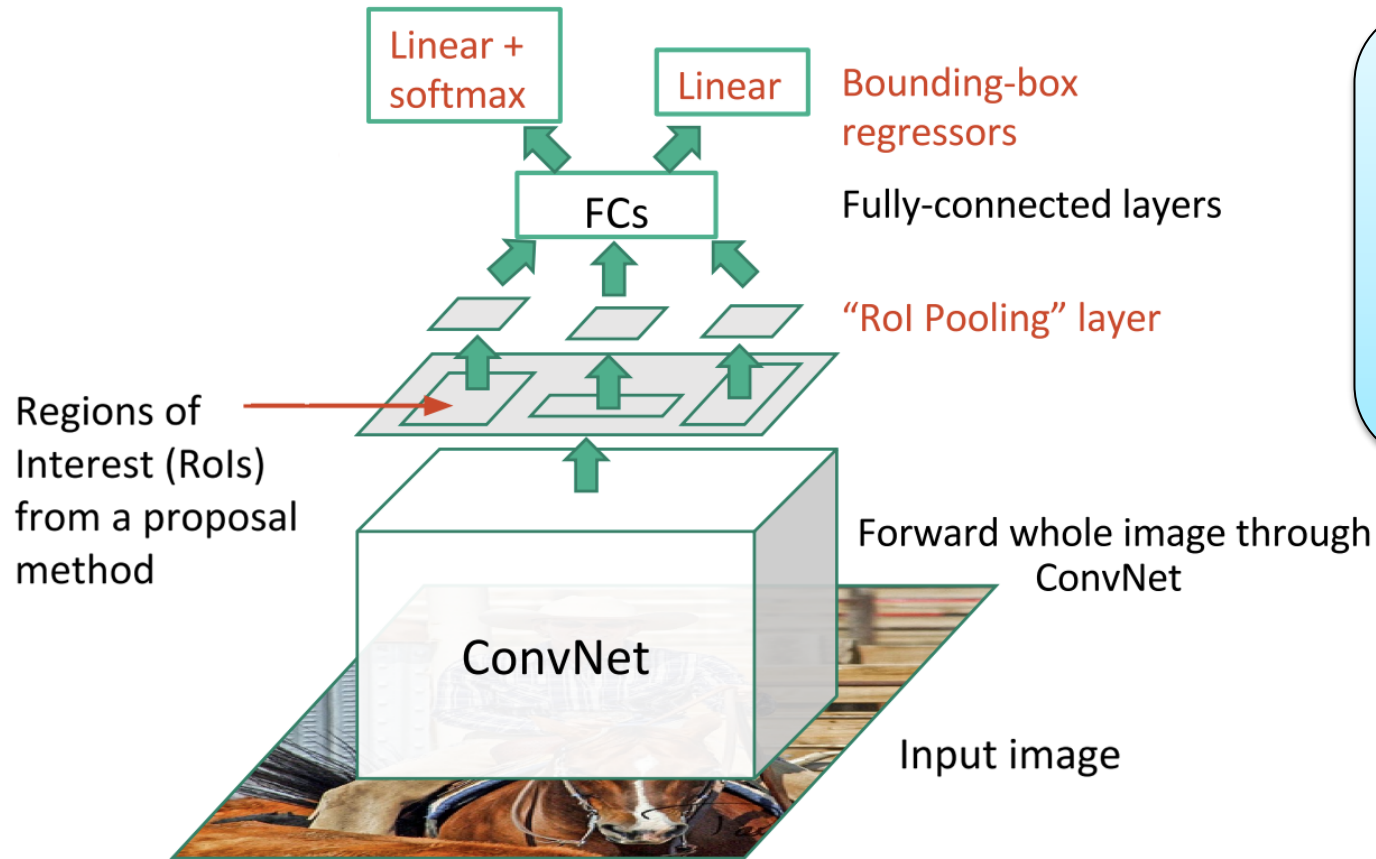 Linear +
softmax
Linear
Bounding-box
regressors
FCs
Fully-connected layers
“RoI Pooling” layer
Regions of
Interest (RoIs)
from a proposal
method
Forward whole image through
ConvNet
ConvNet
Input image